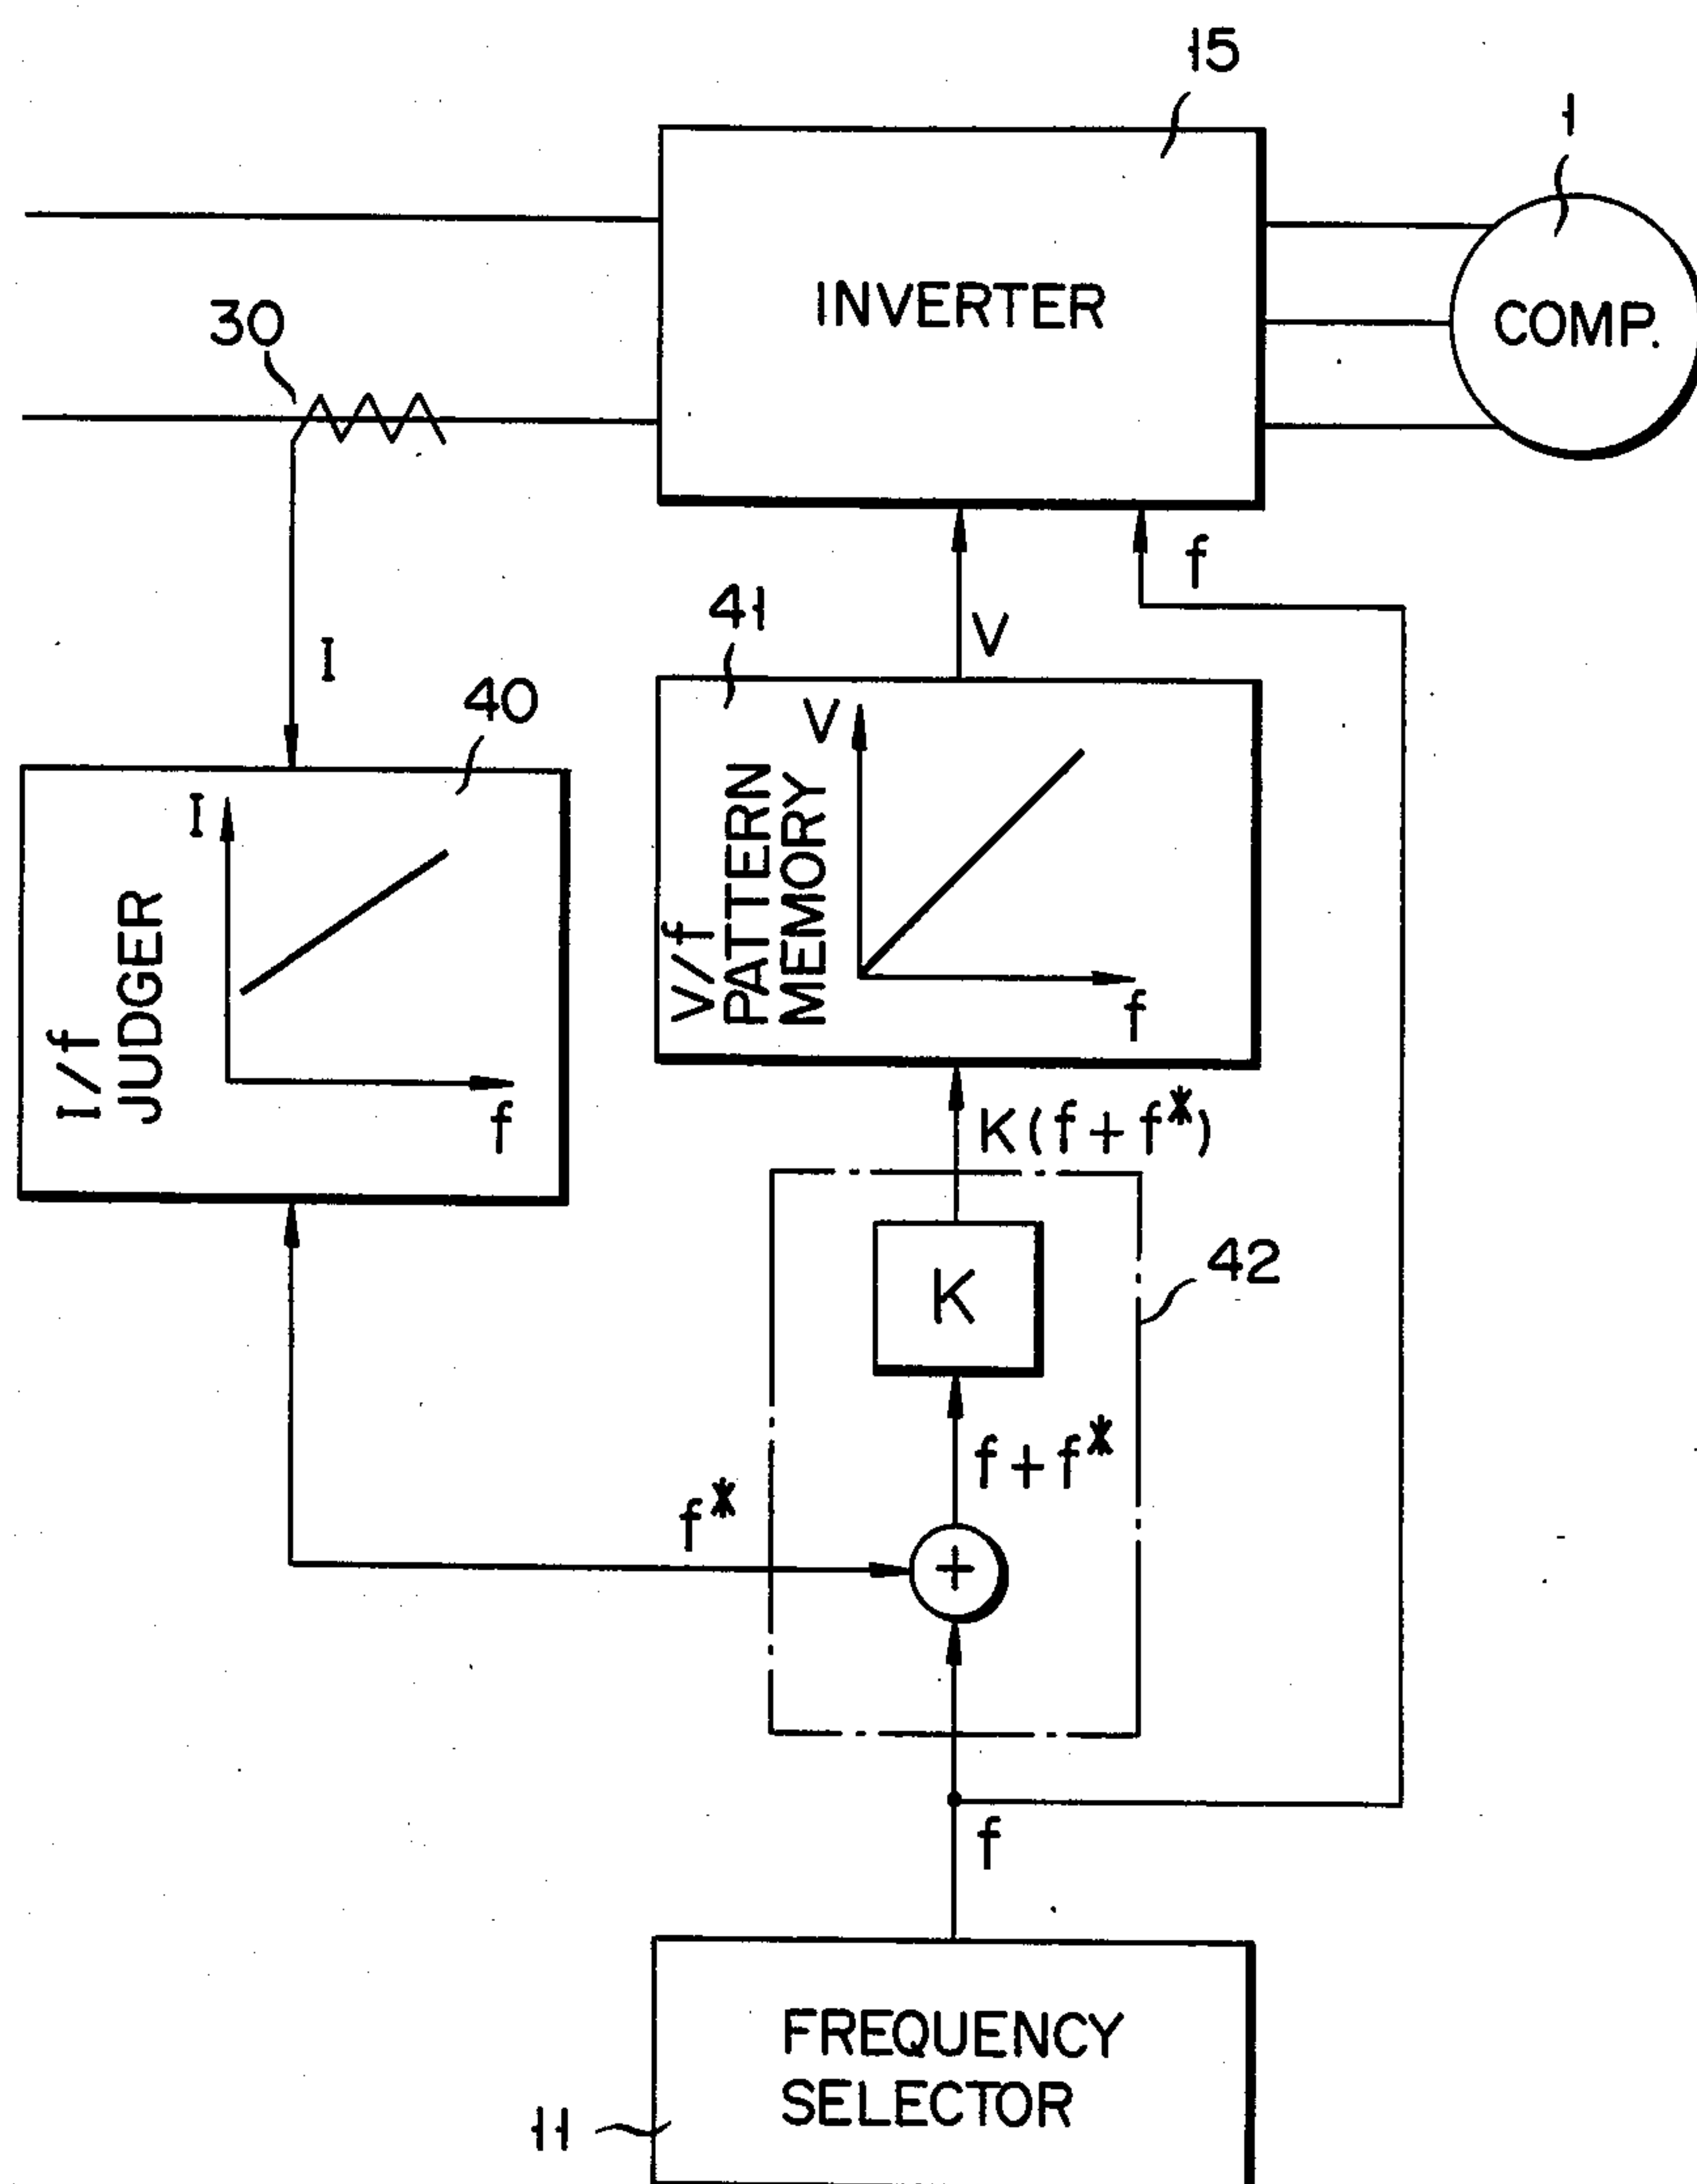 15
1
INVERTER
COMP.
30
f
41
V
I
40
V
I
V/f
PATTERN
MEMORY
f
I/f
JUDGER
f
K(f+f*)
K
42
f+f*
f*
+
f
FREQUENCY
SELECTOR
11